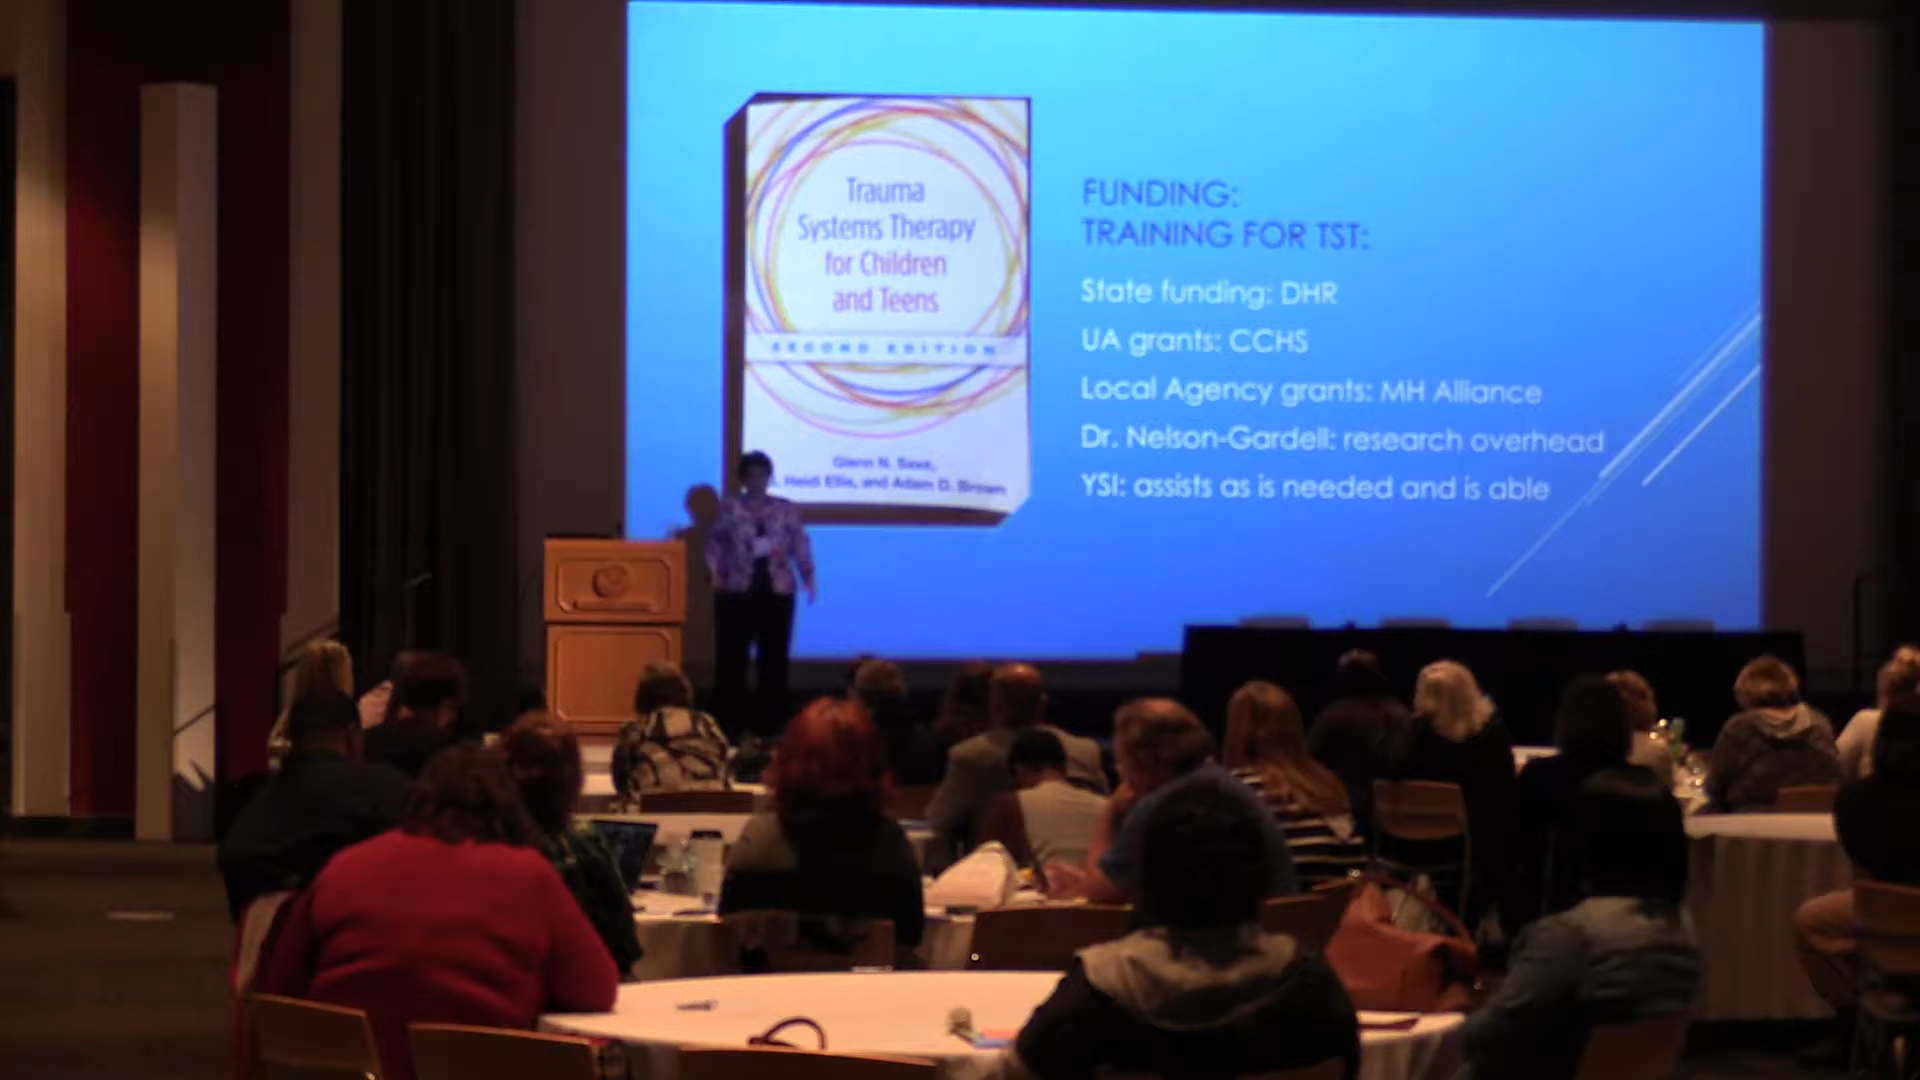 Trauma
Systems Therapy
for Children
and Teens
SECOND EDITION
Glenn N. Saxe,
Heidi Ellis, and Adam D. Brown
FUNDING:
TRAINING FOR TST:
State funding: DHR
UA grants: CCHS
Local Agency grants: MH Alliance
Dr. Nelson-Gardell: research overhead
YSI: assists as is needed and is able